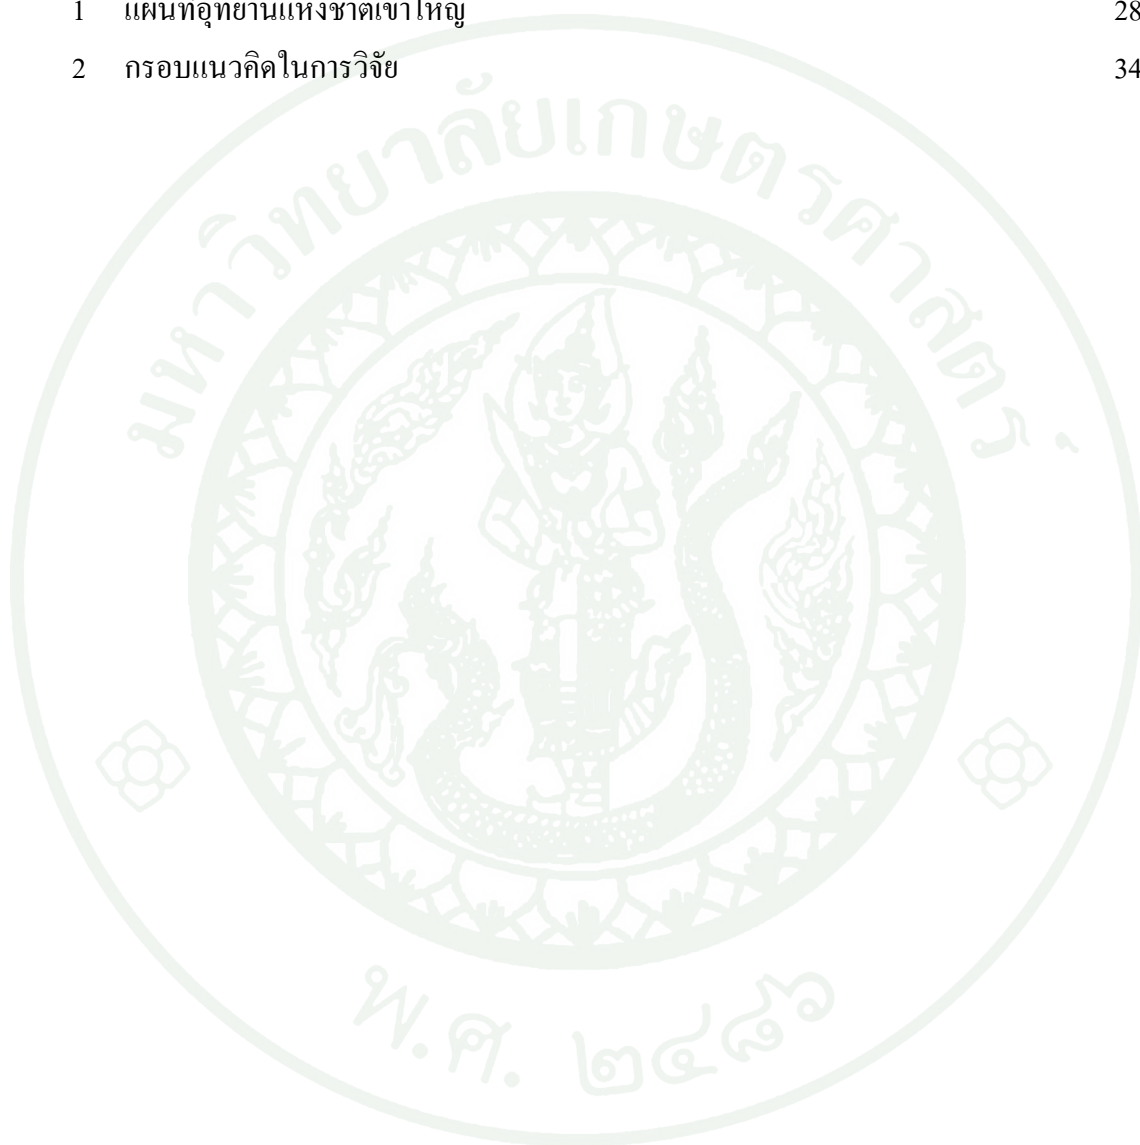 1 แผนที่อุทยานแห่งชาติเขาใหญ่ 28
2 กรอบแนวคิดในการวิจัย 34
มหาวิทยาลัยเกษตรศาสตร์
พ.ศ. ๒๔๘๖